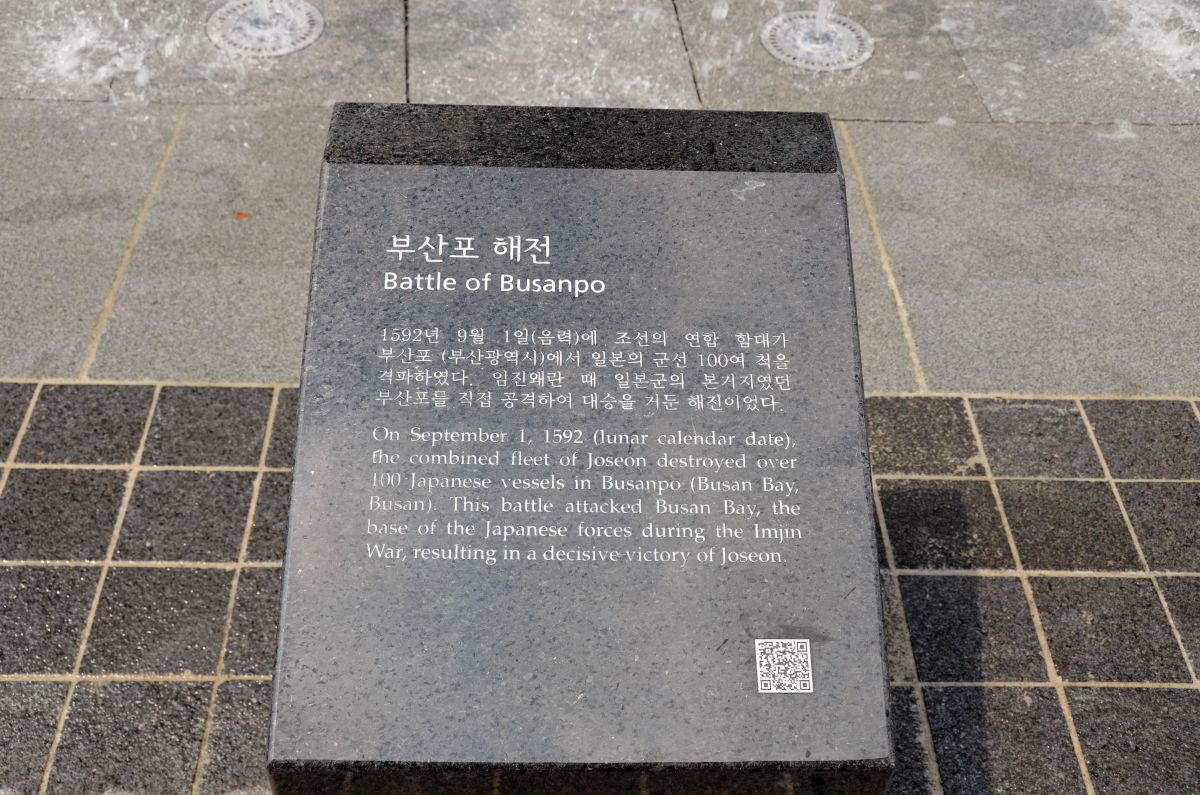 부산포 해전
Battle of Busanpo
1592년 9월 1일(음력)에 조선의 연합 함대가
부산포 (부산광역시)에서 일본의 군선 100여 척을
격파하였다. 임진왜란 때 일본군의 본거지였던
부산포를 직접 공격하여 대승을 거둔 해전이었다.
On September 1, 1592 (lunar calendar date),
the combined fleet of Joseon destroyed over
100 Japanese vessels in Busanpo (Busan Bay,
Busan). This battle attacked Busan Bay, the
base of the Japanese forces during the Imjin
War, resulting in a decisive victory of Joseon.